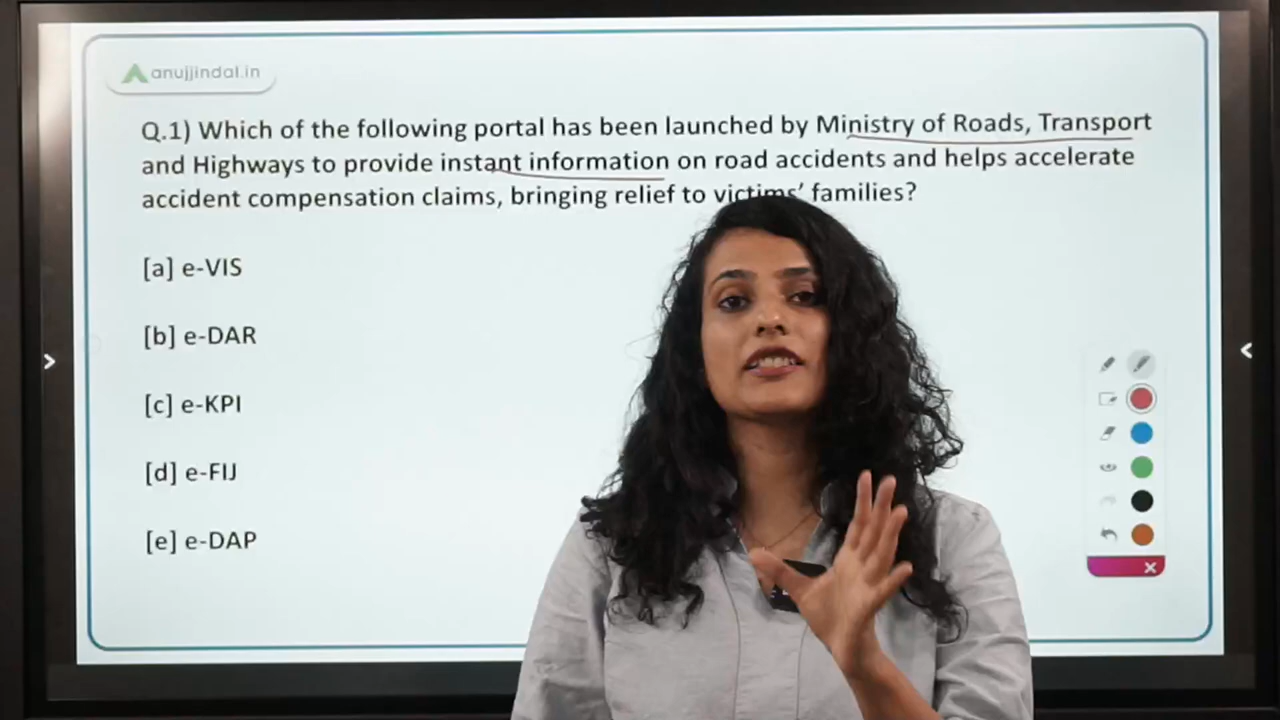 anujjindal.in
Q.1) Which of the following portal has been launched by Ministry of Roads, Transport
and Highways to provide instant information on road accidents and helps accelerate
accident compensation claims, bringing relief to victims’ families?
[a] e-VIS
[b] e-DAR
[c] e-KPI
[d] e-FIJ
[e] e-DAP